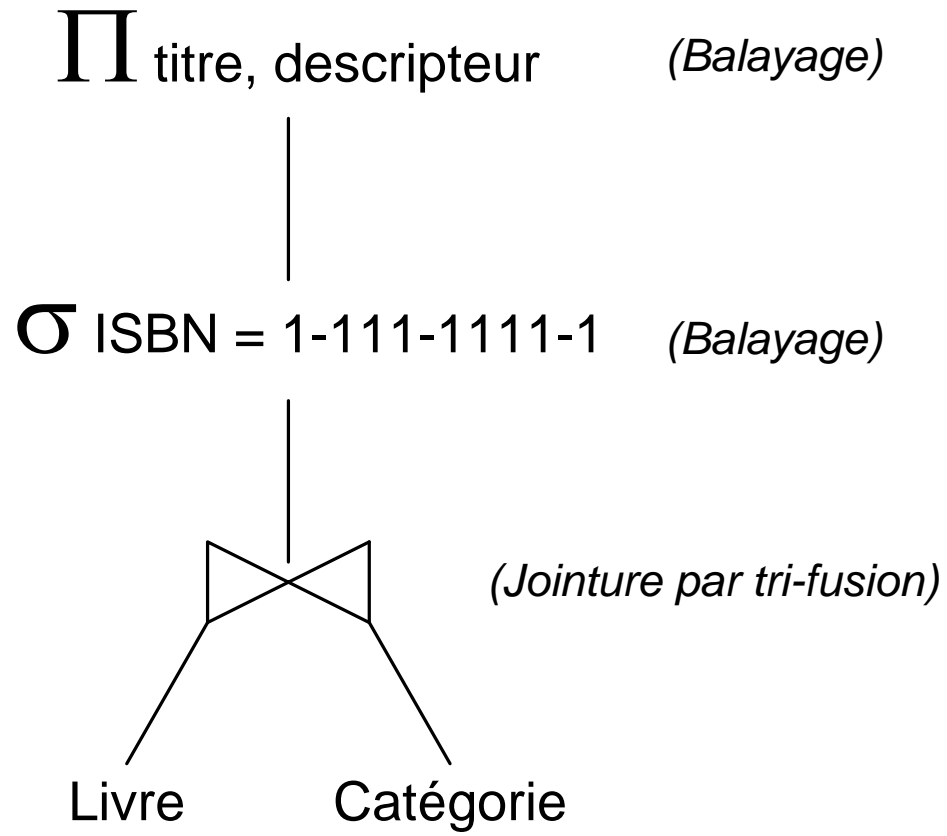 Π titre, descripteur (Balayage)
σ ISBN = 1-111-1111-1 (Balayage)
(Jointure par tri-fusion)
Livre Catégorie